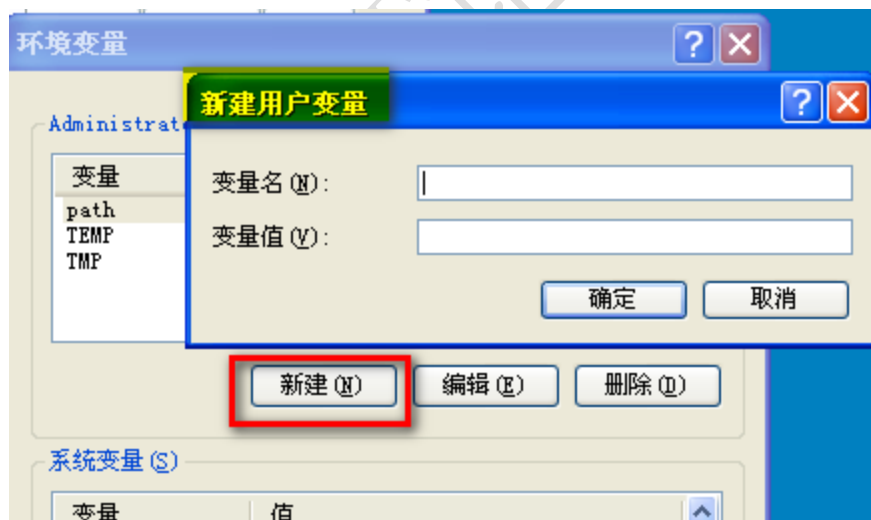 环境变量
新建用户变量
Administrat
变量
path
TEMP
TMP
变量名(N):
变量值(V):
确定
取消
新建(N)
编辑(E)
删除(D)
系统变量(S)
变量
值